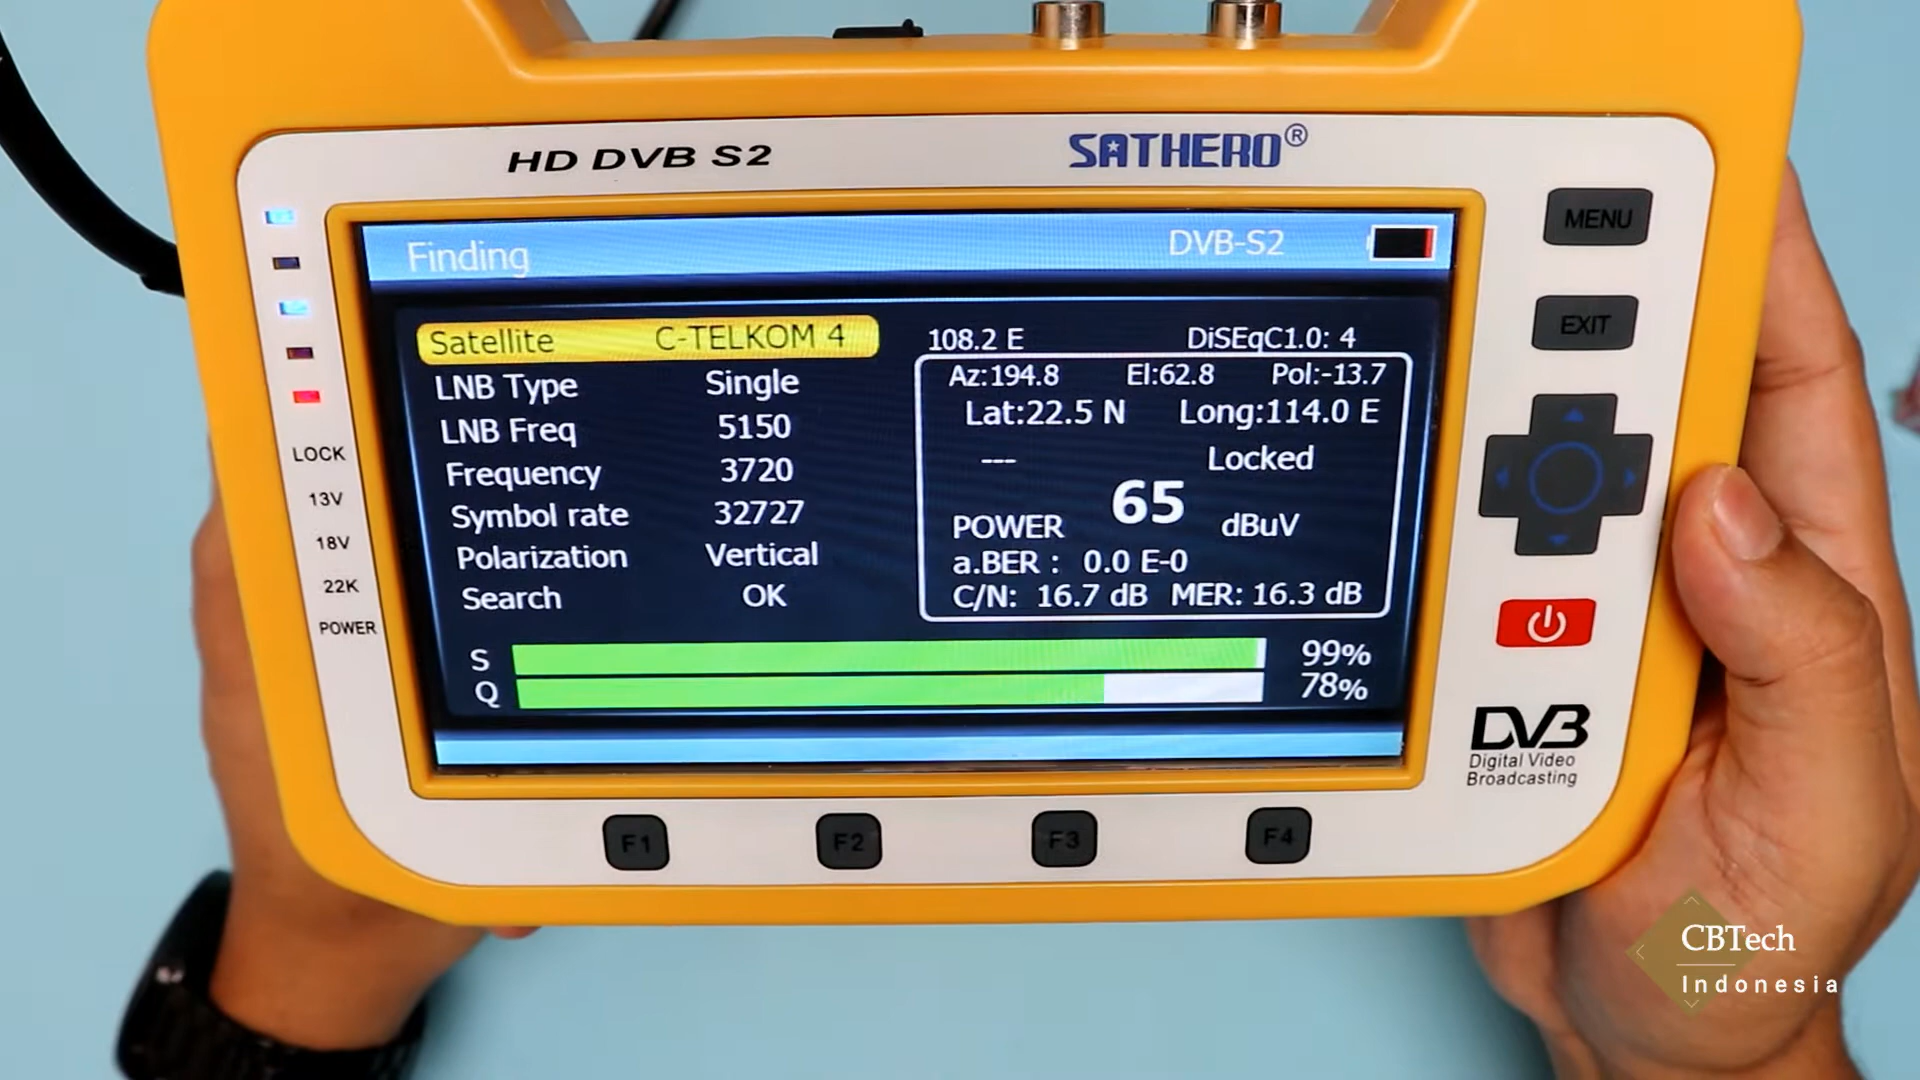 HD DVB S2
SATHERO®
MENU
EXIT
Finding
DVB-S2
Satellite C-TELKOM 4
108.2 E DiSEqC1.0: 4
LNB Type Single
Az:194.8 El:62.8 Pol:-13.7
LNB Freq 5150
Lat:22.5 N Long:114.0 E
Frequency 3720
--- Locked
Symbol rate 32727
POWER 65 dBuV
Polarization Vertical
a.BER : 0.0 E-0
Search OK
C/N: 16.7 dB MER: 16.3 dB
S 99%
Q 78%
LOCK
13V
18V
22K
POWER
DVB
Digital Video
Broadcasting
F1
F2
F3
F4
CBTech
Indonesia